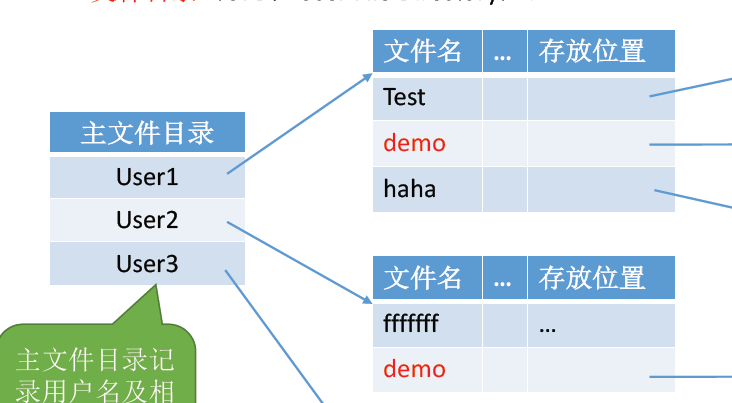 文件名 … 存放位置
Test
demo
haha
主文件目录
User1
User2
User3
文件名 … 存放位置
fffffff …
demo
主文件目录记
录用户名及相